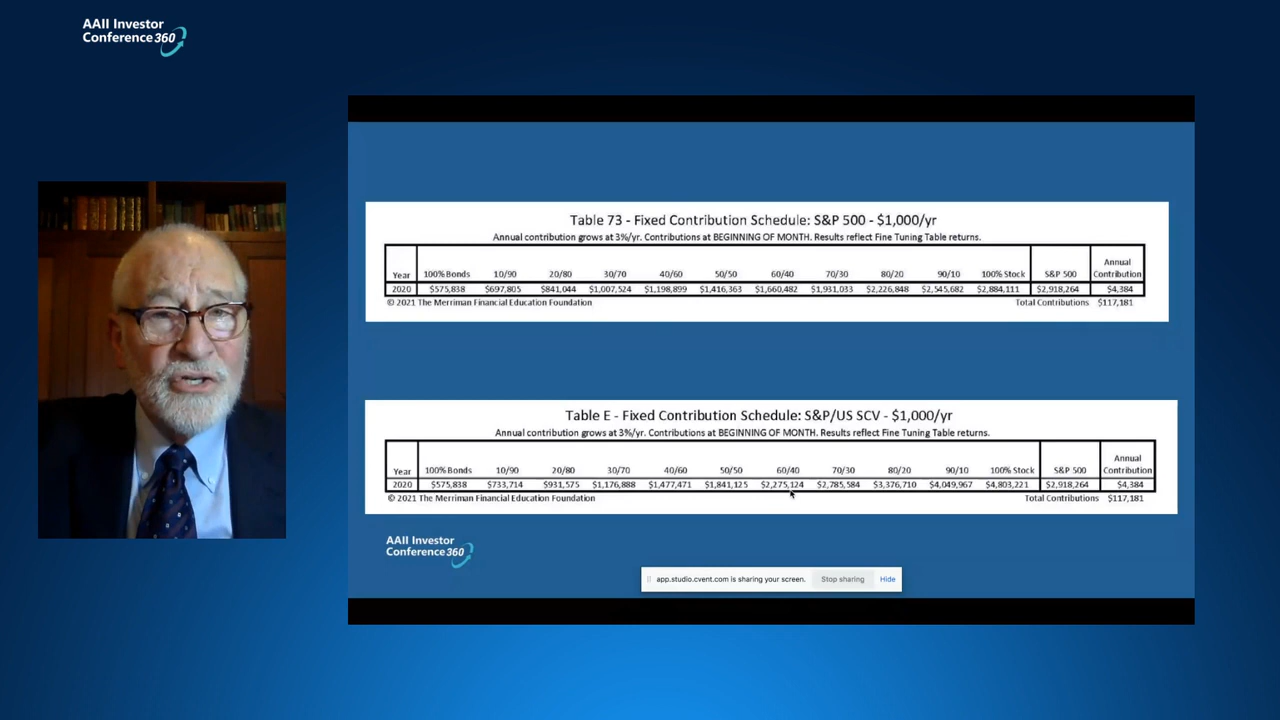 AAII Investor
Conference 360
Table 73 - Fixed Contribution Schedule: S&P 500 - $1,000/yr
Annual contribution grows at 3%/yr. Contributions at BEGINNING OF MONTH. Results reflect Fine Tuning Table returns.
Annual
Year 100% Bonds 10/90 20/80 30/70 40/60 50/50 60/40 70/30 80/20 90/10 100% Stock S&P 500 Contribution
2020 $575,838 $697,805 $841,044 $1,007,524 $1,198,899 $1,416,363 $1,660,482 $1,931,033 $2,226,848 $2,545,682 $2,884,111 $2,918,264 $4,384
© 2021 The Merriman Financial Education Foundation Total Contributions $117,181
Table E - Fixed Contribution Schedule: S&P/US SCV - $1,000/yr
Annual contribution grows at 3%/yr. Contributions at BEGINNING OF MONTH. Results reflect Fine Tuning Table returns.
Annual
Year 100% Bonds 10/90 20/80 30/70 40/60 50/50 60/40 70/30 80/20 90/10 100% Stock S&P 500 Contribution
2020 $575,838 $733,714 $931,575 $1,176,888 $1,477,471 $1,841,125 $2,275,124 $2,785,584 $3,376,710 $4,049,967 $4,803,221 $2,918,264 $4,384
© 2021 The Merriman Financial Education Foundation Total Contributions $117,181
AAII Investor
Conference 360
app.studio.cvent.com is sharing your screen. Stop sharing Hide